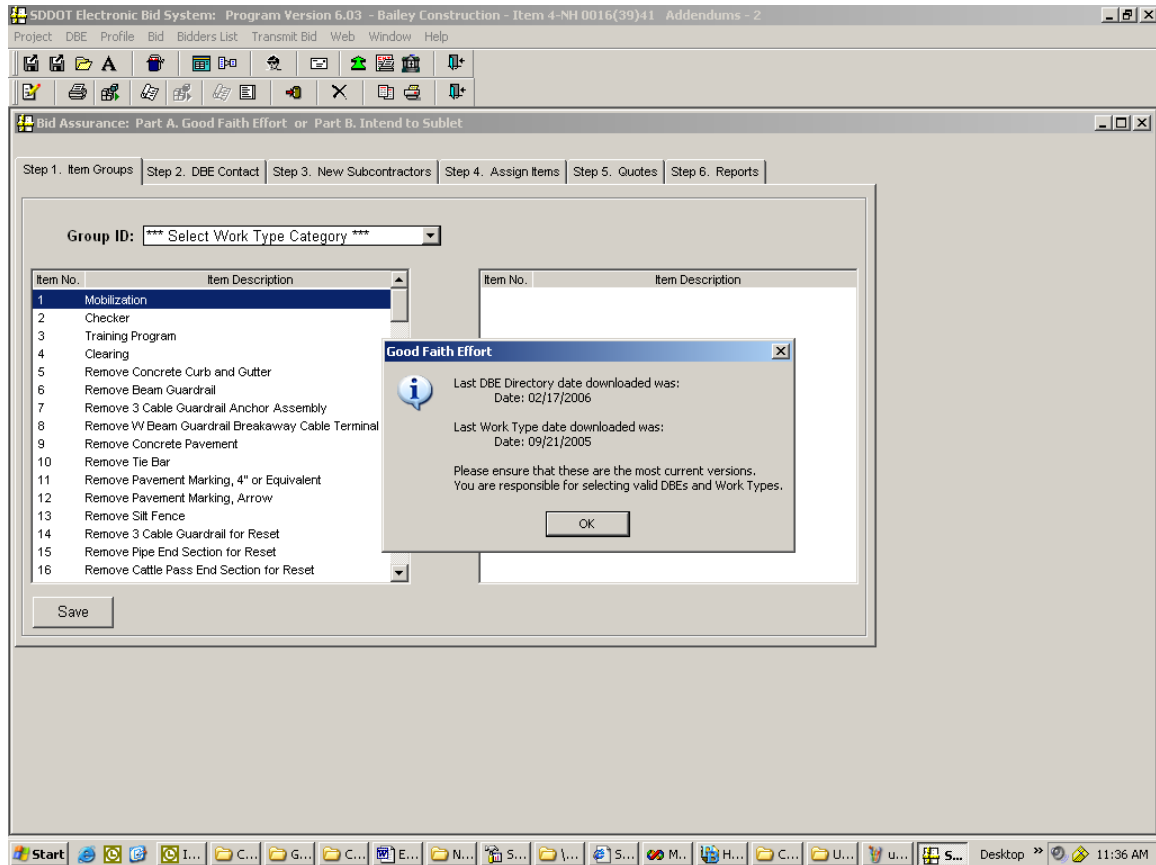 SDDOT Electronic Bid System: Program Version 6.03 - Bailey Construction - Item 4-NH 0016(39)41 Addendums - 2
Project DBE Profile Bid Bidders List Transmit Bid Web Window Help
A
Bid Assurance: Part A. Good Faith Effort or Part B. Intend to Sublet
Step 1. Item Groups Step 2. DBE Contact Step 3. New Subcontractors Step 4. Assign Items Step 5. Quotes Step 6. Reports
Group ID: *** Select Work Type Category ***
Item No. Item Description
1 Mobilization
2 Checker
3 Training Program
4 Clearing
5 Remove Concrete Curb and Gutter
6 Remove Beam Guardrail
7 Remove 3 Cable Guardrail Anchor Assembly
8 Remove W Beam Guardrail Breakaway Cable Terminal
9 Remove Concrete Pavement
10 Remove Tie Bar
11 Remove Pavement Marking, 4" or Equivalent
12 Remove Pavement Marking, Arrow
13 Remove Silt Fence
14 Remove 3 Cable Guardrail for Reset
15 Remove Pipe End Section for Reset
16 Remove Cattle Pass End Section for Reset
Item No. Item Description
Good Faith Effort
Last DBE Directory date downloaded was:
Date: 02/17/2006
Last Work Type date downloaded was:
Date: 09/21/2005
Please ensure that these are the most current versions.
You are responsible for selecting valid DBEs and Work Types.
OK
Save
Start I... C... G... C... E... N... S... \... S... M.. H... C... U... u... S... Desktop » 11:36 AM